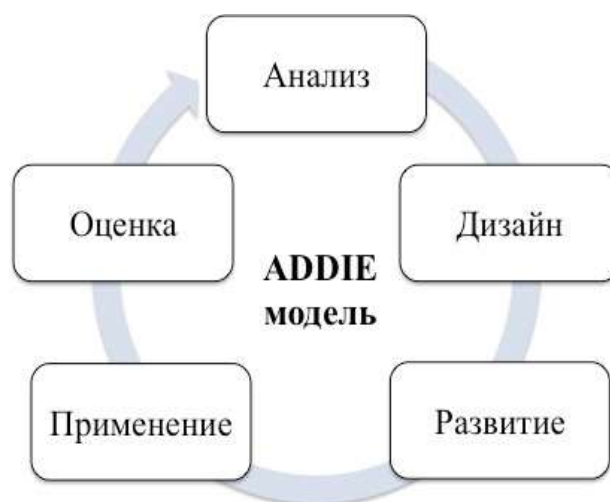 Анализ
Дизайн
Развитие
Применение
Оценка
ADDIE
модель